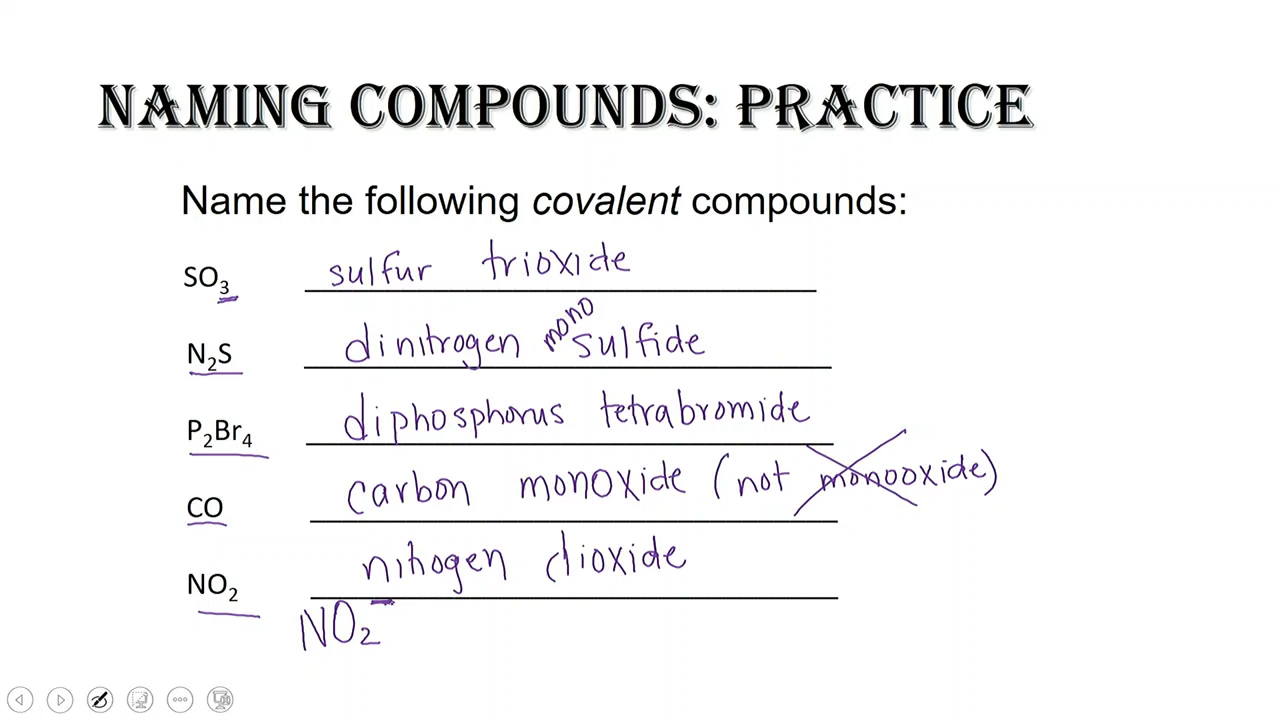 NAMING COMPOUNDS: PRACTICE
Name the following covalent compounds:
SO₃ sulfur trioxide
N₂S dinitrogen mono sulfide
P₂Br₄ diphosphorus tetrabromide
CO carbon monoxide (not monooxide)
NO₂ nitrogen dioxide
NO₂⁻